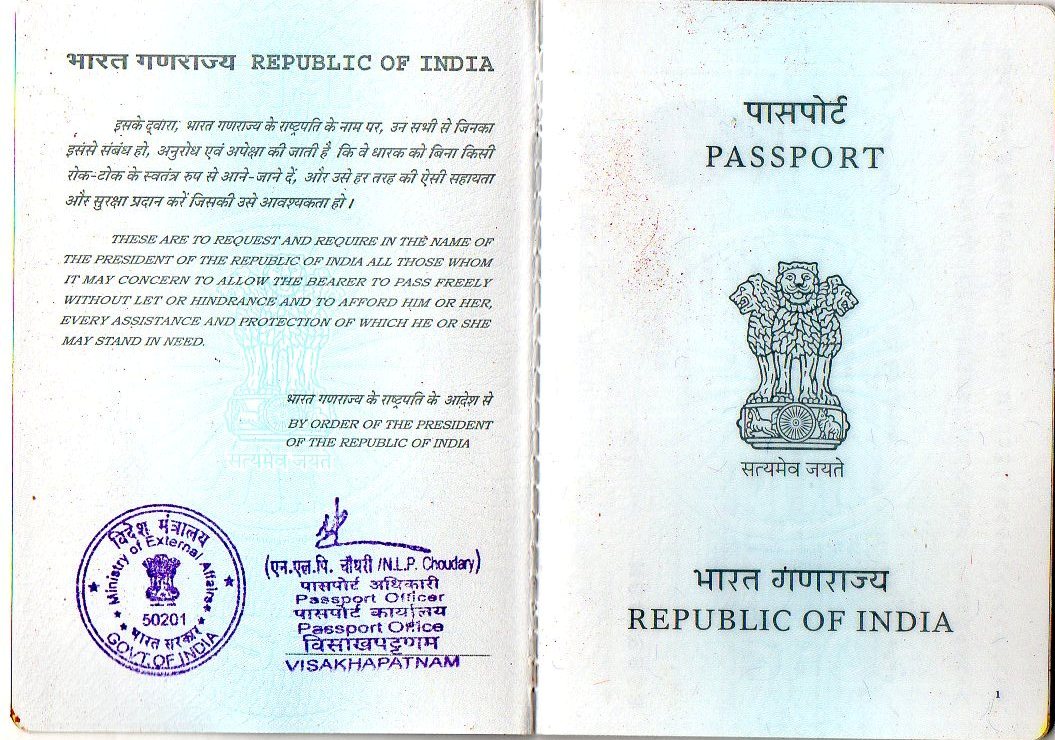 भारत गणराज्य REPUBLIC OF INDIA
इसके द्वारा, भारत गणराज्य के राष्ट्रपति के नाम पर, उन सभी से जिनका
इससे संबंध हो, अनुरोध एवं अपेक्षा की जाती है कि वे धारक को बिना किसी
रोक-टोक के स्वतंत्र रुप से आने-जाने दें, और उसे हर तरह की ऐसी सहायता
और सुरक्षा प्रदान करें जिसकी उसे आवश्यकता हो ।
THESE ARE TO REQUEST AND REQUIRE IN THE NAME OF
THE PRESIDENT OF THE REPUBLIC OF INDIA ALL THOSE WHOM
IT MAY CONCERN TO ALLOW THE BEARER TO PASS FREELY
WITHOUT LET OR HINDRANCE AND TO AFFORD HIM OR HER,
EVERY ASSISTANCE AND PROTECTION OF WHICH HE OR SHE
MAY STAND IN NEED.
भारत गणराज्य के राष्ट्रपति के आदेश से
BY ORDER OF THE PRESIDENT
OF THE REPUBLIC OF INDIA
सत्यमेव जयते
विदेश मंत्रालय
Ministry of External Affairs
50201
भारत सरकार
GOVT. OF INDIA
(एन.एल.पि. चौधरी /N.L.P. Choudary)
पासपोर्ट अधिकारी
Passport Officer
पासपोर्ट कार्यालय
Passport Office
विसाखपट्टणम
VISAKHAPATNAM
पासपोर्ट
PASSPORT
सत्यमेव जयते
भारत गणराज्य
REPUBLIC OF INDIA
1